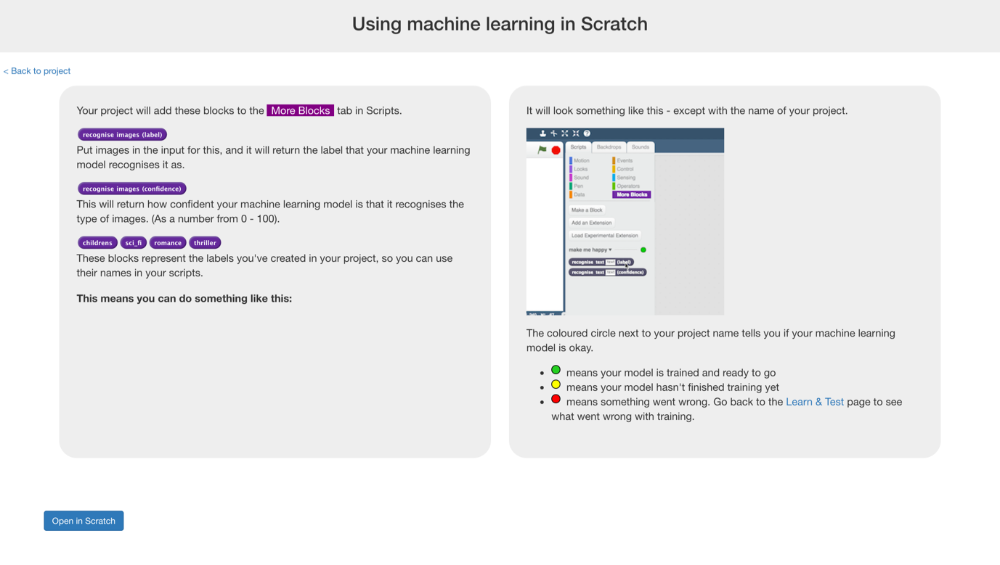 Using machine learning in Scratch
< Back to project
Your project will add these blocks to the More Blocks tab in Scripts.
recognise images (label)
Put images in the input for this, and it will return the label that your machine learning
model recognises it as.
recognise images (confidence)
This will return how confident your machine learning model is that it recognises the
type of images. (As a number from 0 - 100).
childrens sci_fi romance thriller
These blocks represent the labels you've created in your project, so you can use
their names in your scripts.
This means you can do something like this:
It will look something like this - except with the name of your project.
Scripts Backdrops Sounds
Motion Events
Looks Control
Sound Sensing
Pen Operators
Data More Blocks
Make a Block
Add an Extension
Load Experimental Extension
make me happy
recognise text text (label)
recognise text text (confidence)
The coloured circle next to your project name tells you if your machine learning
model is okay.
means your model is trained and ready to go
means your model hasn't finished training yet
means something went wrong. Go back to the Learn & Test page to see
what went wrong with training.
Open in Scratch